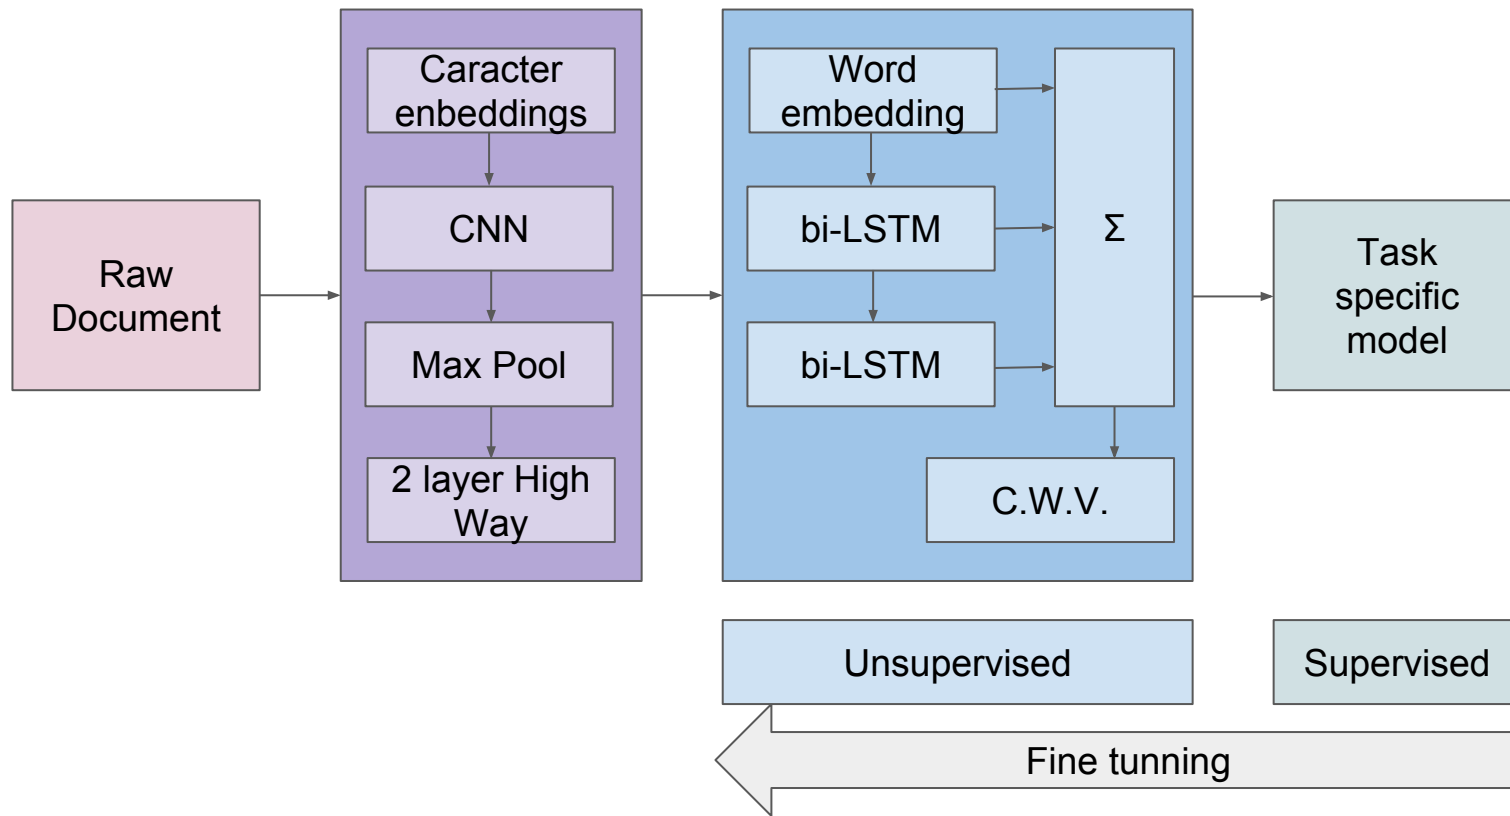 Raw
Document
Caracter
enbeddings
CNN
Max Pool
2 layer High
Way
Word
embedding
bi-LSTM
bi-LSTM
Σ
C.W.V.
Task
specific
model
Unsupervised
Supervised
Fine tunning